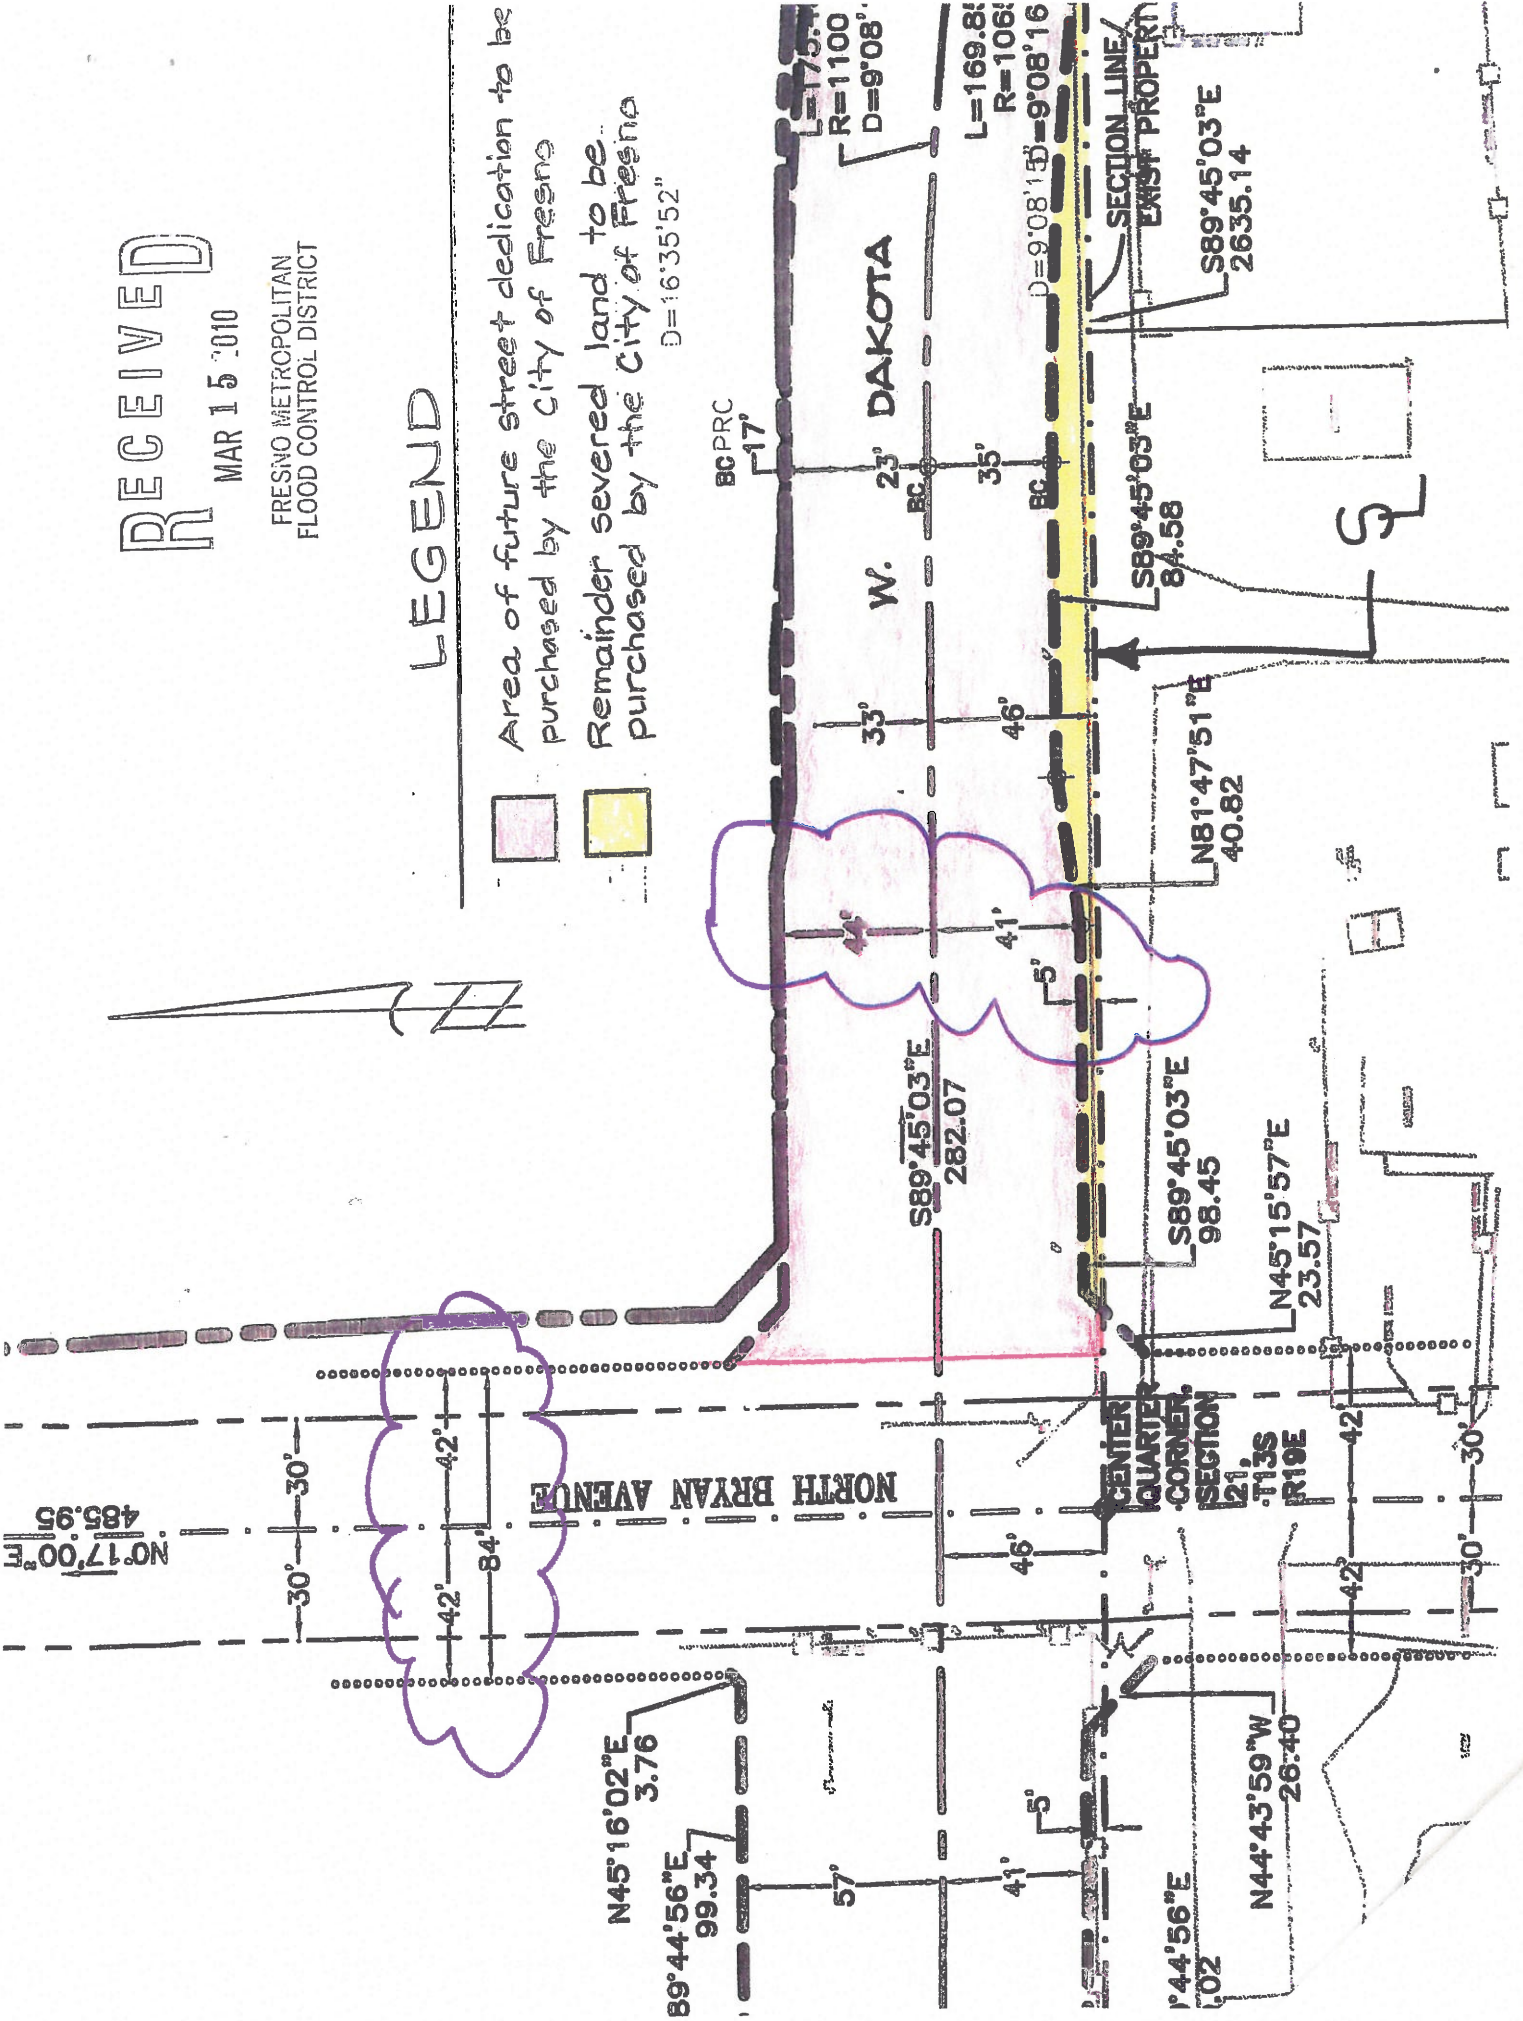 RECEIVED
MAR 15 2010
FRESNO METROPOLITAN
FLOOD CONTROL DISTRICT
LEGEND
Area of future street dedication to be
purchased by the City of Fresno
Remainder severed land to be
purchased by the City of Fresno
D=16°35'52"
BC PRC
17'
R=1100
D=9°08'
L=169.8
D=9°08'15"
D=9°08'16
W. DAKOTA
23'
BC
35'
BC
33'
46'
44'
41'
5'
SECTION LINE
S89°45'03"E
2635.14
S89°45'03"E
84.58
N81°47'51"E
40.82
S89°45'03"E
282.07
S89°45'03"E
98.45
N45°15'57"E
23.57
N0°17'00"E
485.95
30'
30'
42'
42'
84'
NORTH BRYAN AVENUE
46'
CENTER
QUARTER
CORNER,
SECTION
21,
T13S
R19E
42'
42
30'
30'
N45°16'02"E
3.76
89°44'56"E
99.34
57'
41'
5'
N44°43'59"W
26.40
°44'56"E
.02